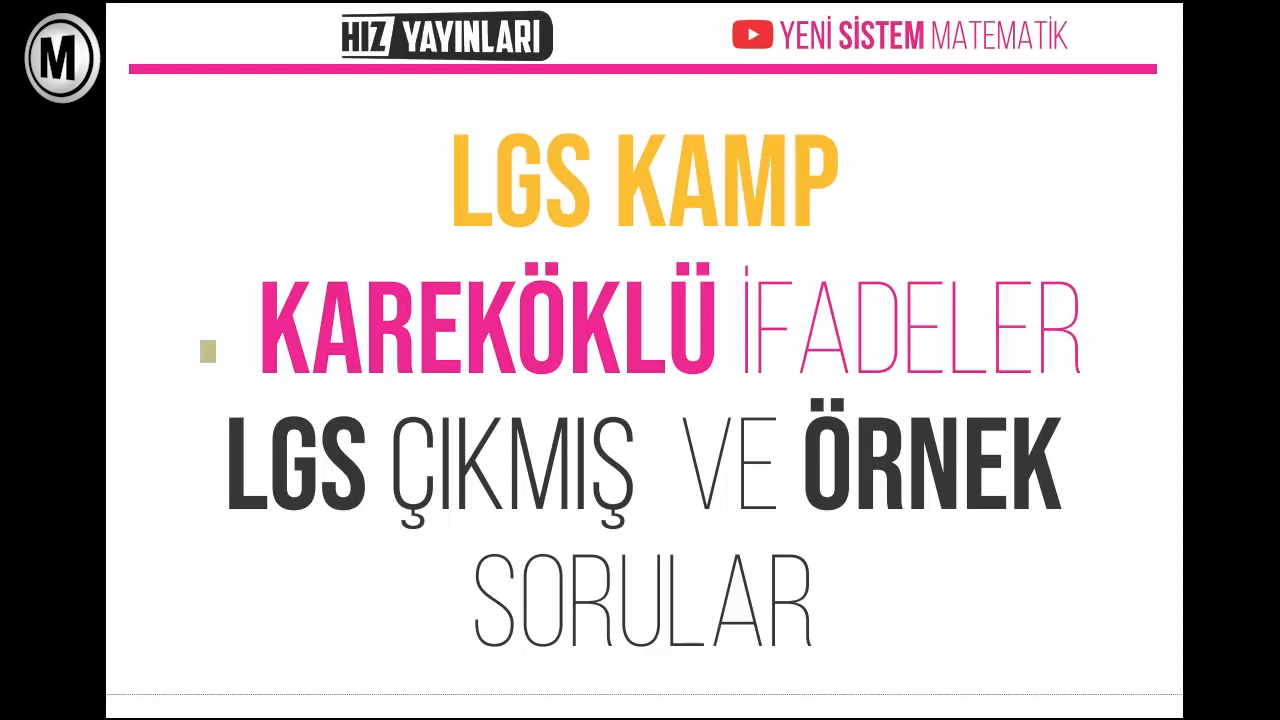 M
HIZ YAYINLARI
YENİ SİSTEM MATEMATİK
LGS KAMP
KAREKÖKLÜ İFADELER
LGS ÇIKMIŞ VE ÖRNEK
SORULAR